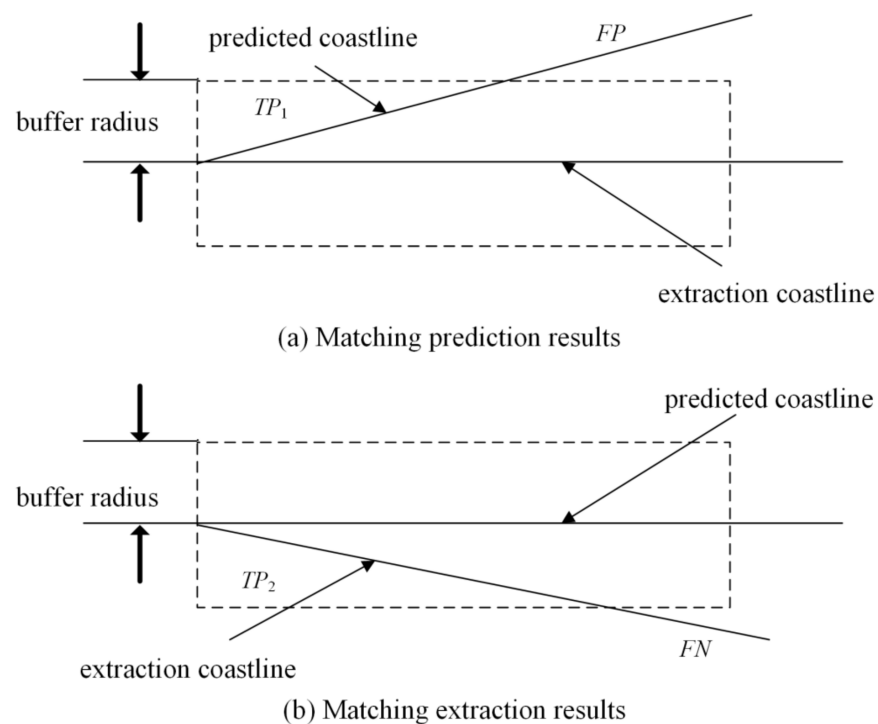 predicted coastline
FP
TP₁
buffer radius
extraction coastline
(a) Matching prediction results
predicted coastline
buffer radius
TP₂
extraction coastline
FN
(b) Matching extraction results